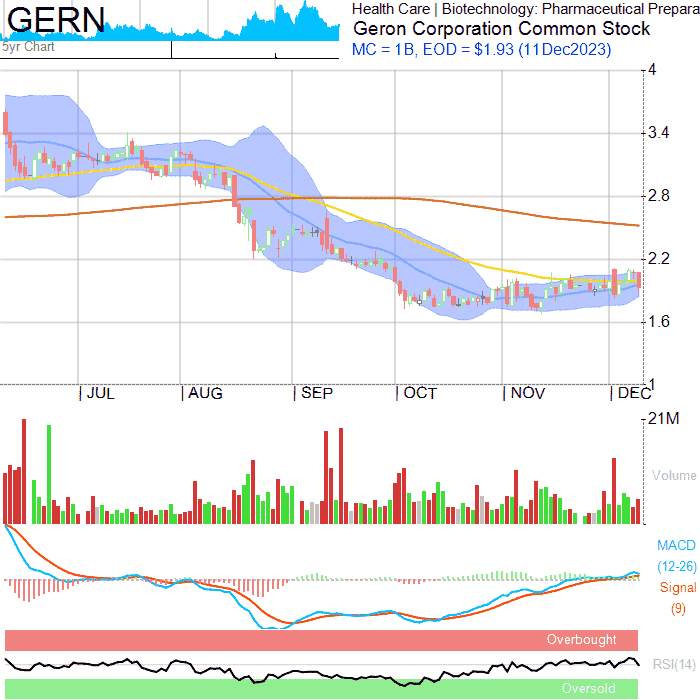 GERN
5yr Chart
Health Care | Biotechnology: Pharmaceutical Prepara
Geron Corporation Common Stock
MC = 1B, EOD = $1.93 (11Dec2023)
4
3.4
2.8
2.2
1.6
1
JUL AUG SEP OCT NOV DEC
21M
Volume
MACD
(12-26)
Signal
(9)
Overbought
RSI(14)
Oversold